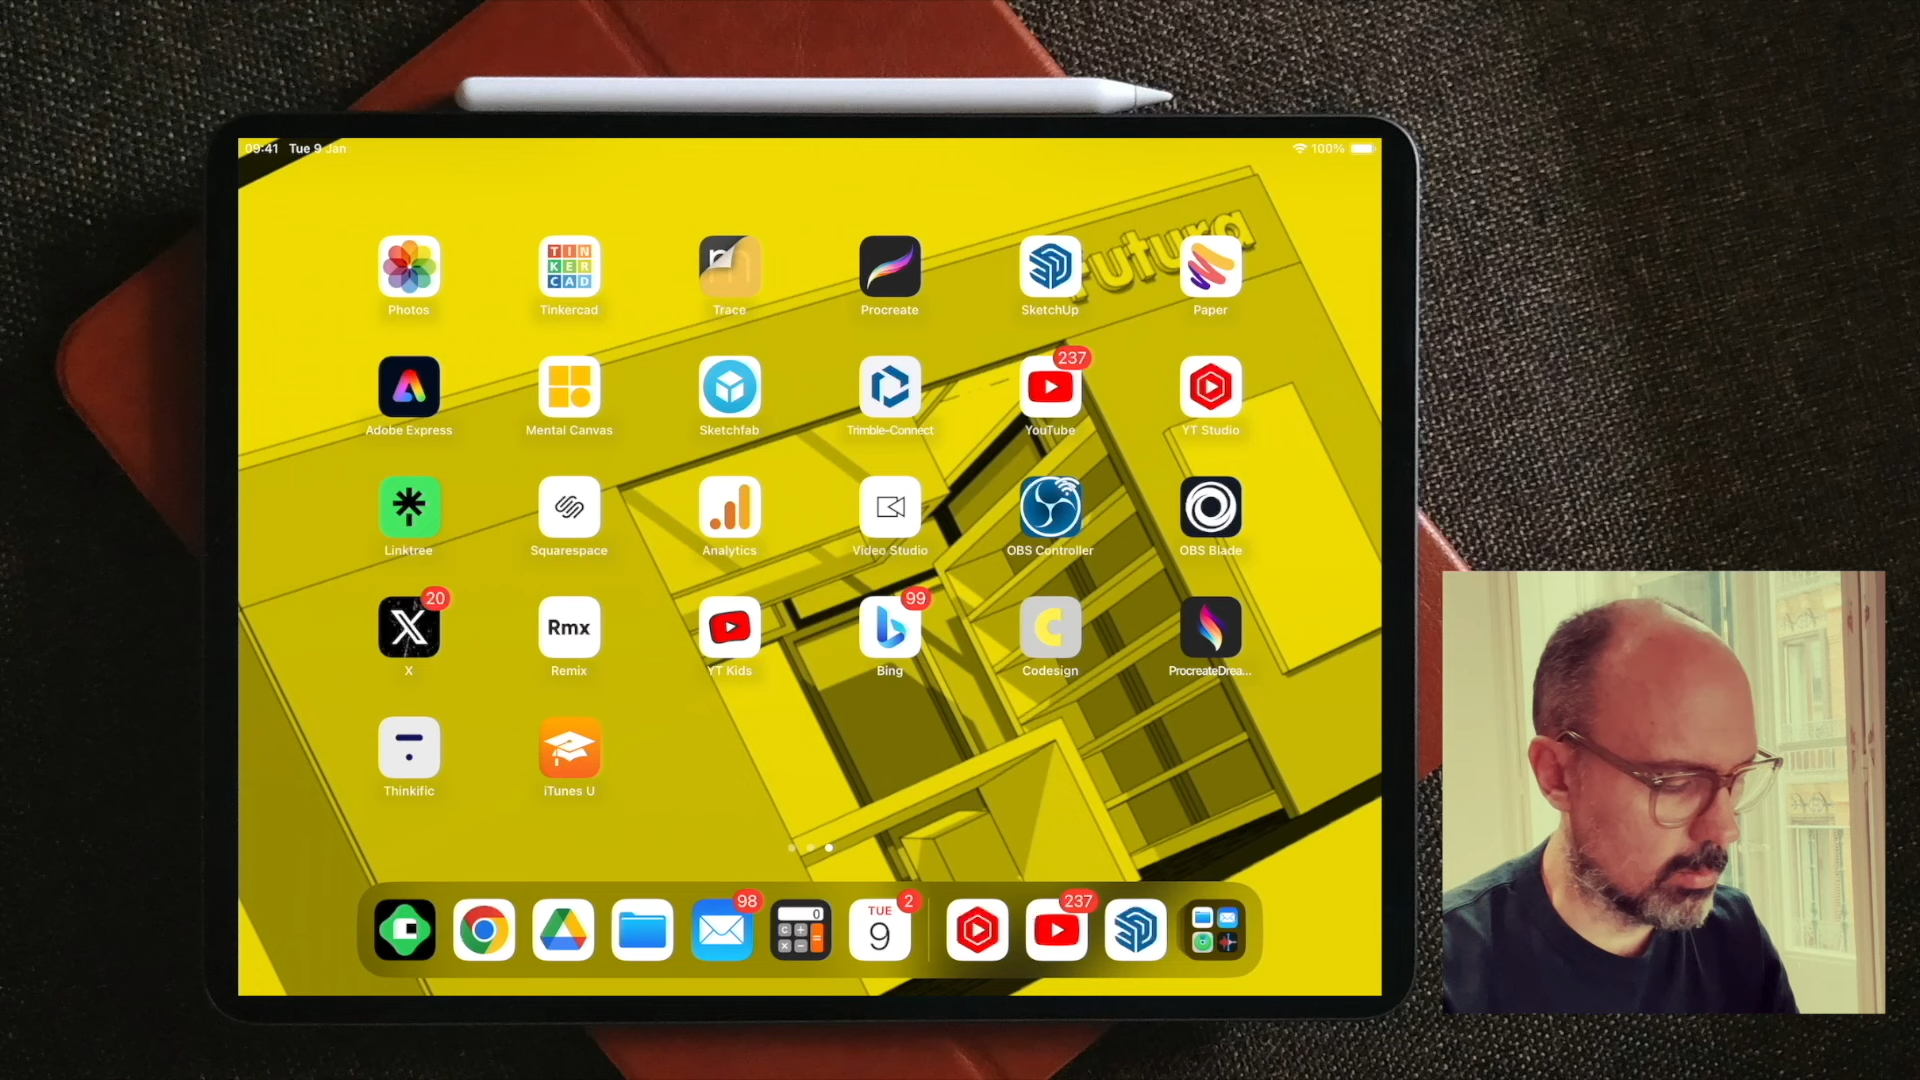 09:41 Tue 9 Jan
100%
Futura
TIN
KER
CAD
Photos
Tinkercad
Trace
Procreate
SketchUp
Paper
237
Adobe Express
Mental Canvas
Sketchfab
Trimble-Connect
YouTube
YT Studio
Linktree
Squarespace
Analytics
Video Studio
OBS Controller
OBS Blade
20
Rmx
99
X
Remix
YT Kids
Bing
Codesign
ProcreateDrea...
Thinkific
iTunes U
98
0
TUE
9
2
237